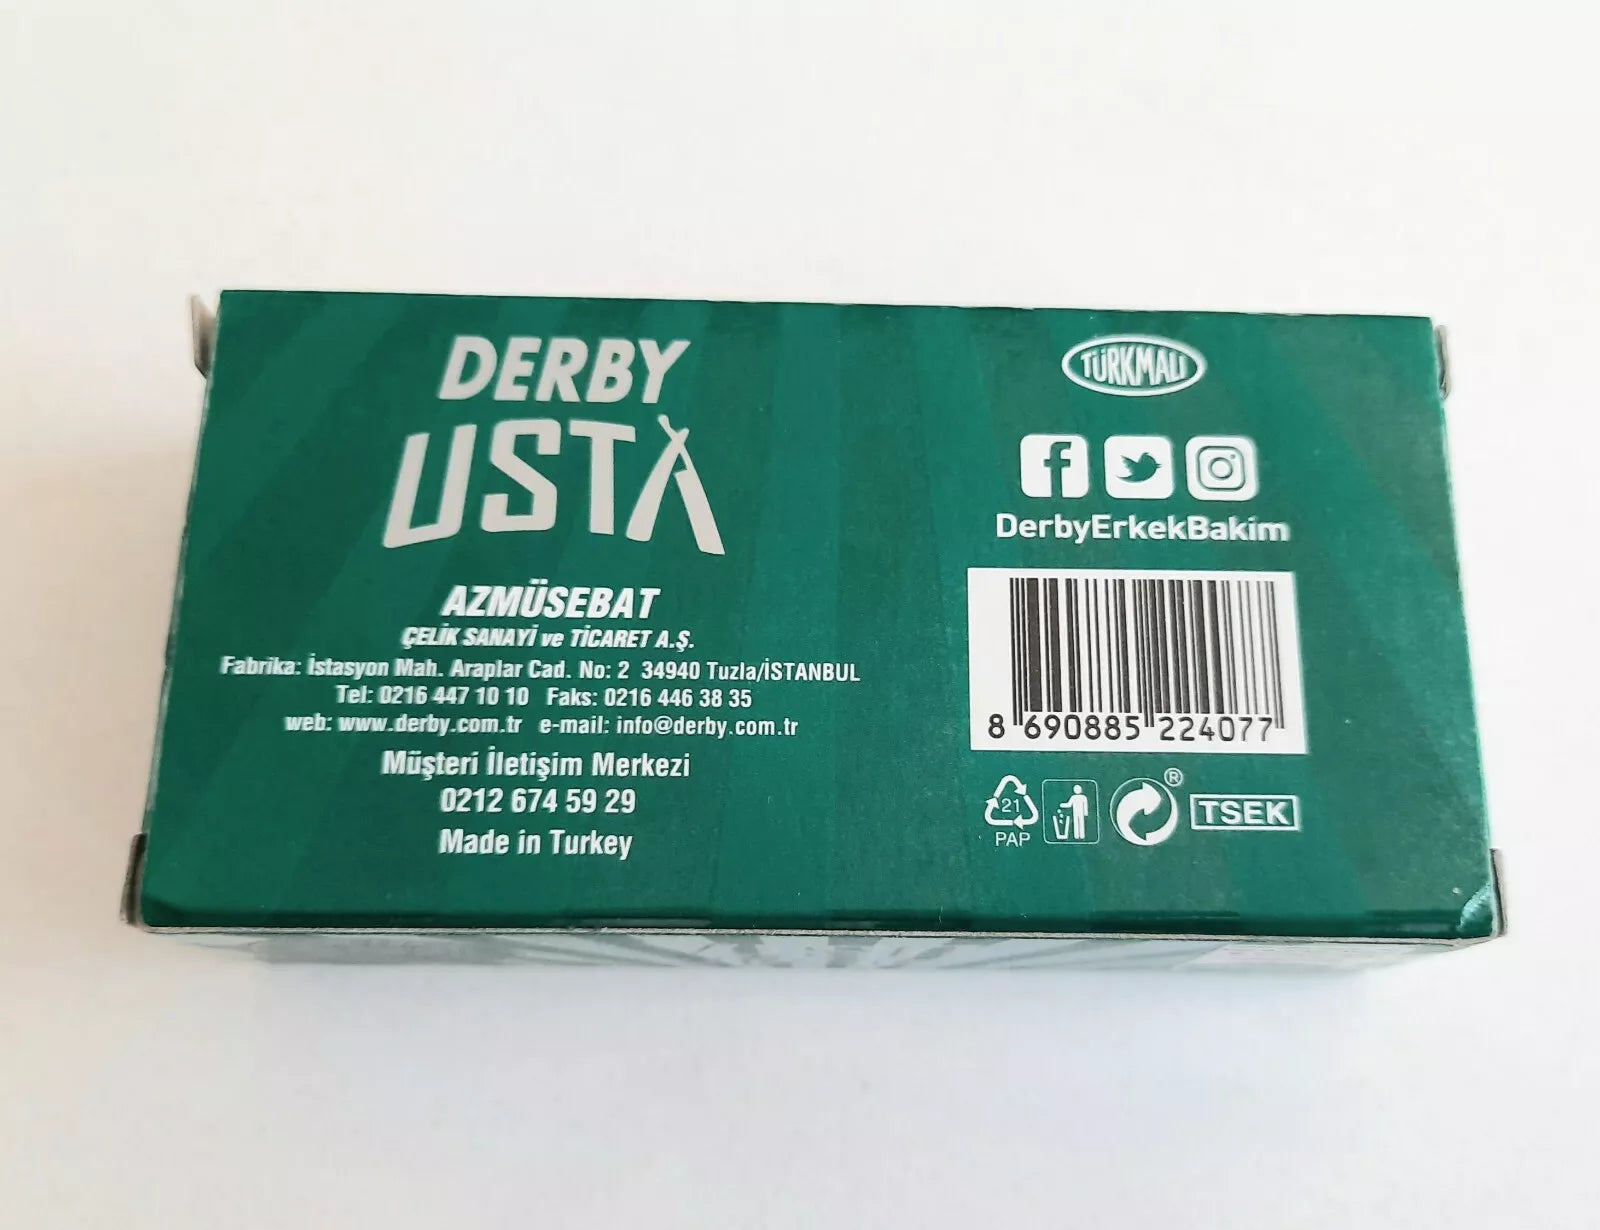 DERBY
USTA
AZMÜSEBAT
ÇELİK SANAYİ ve TİCARET A.Ş.
Fabrika: İstasyon Mah. Araplar Cad. No: 2 34940 Tuzla/İSTANBUL
Tel: 0216 447 10 10 Faks: 0216 446 38 35
web: www.derby.com.tr e-mail: info@derby.com.tr
Müşteri İletişim Merkezi
0212 674 59 29
Made in Turkey
TÜRKMALI
DerbyErkekBakim
8 690885 224077
21
PAP
®
TSEK